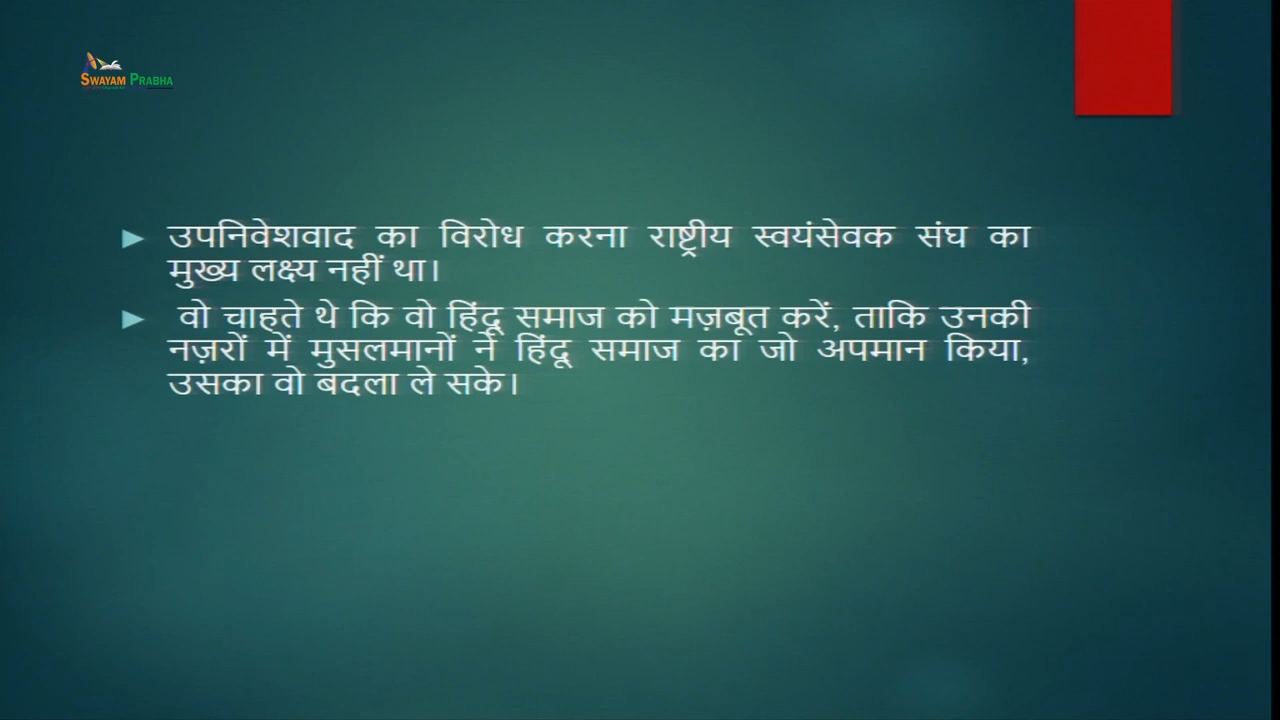 SWAYAM PRABHA
उपनिवेशवाद का विरोध करना राष्ट्रीय स्वयंसेवक संघ का
मुख्य लक्ष्य नहीं था।
वो चाहते थे कि वो हिंदू समाज को मज़बूत करें, ताकि उनकी
नज़रों में मुसलमानों ने हिंदू समाज का जो अपमान किया,
उसका वो बदला ले सके।